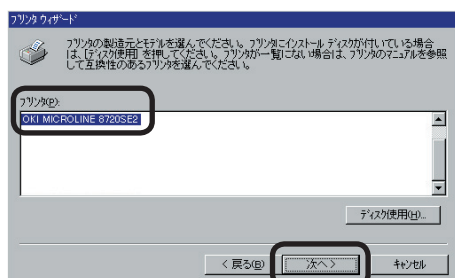 プリンタ ウィザード
プリンタの製造元とモデルを選んでください。プリンタにインストール ディスクが付いている場合
は、[ディスク使用] を押してください。プリンタが一覧にない場合は、プリンタのマニュアルを参照
して互換性のあるプリンタを選んでください。
プリンタ(P):
OKI MICROLINE 8720SE2
ディスク使用(H)...
< 戻る(B)
次へ >
キャンセル